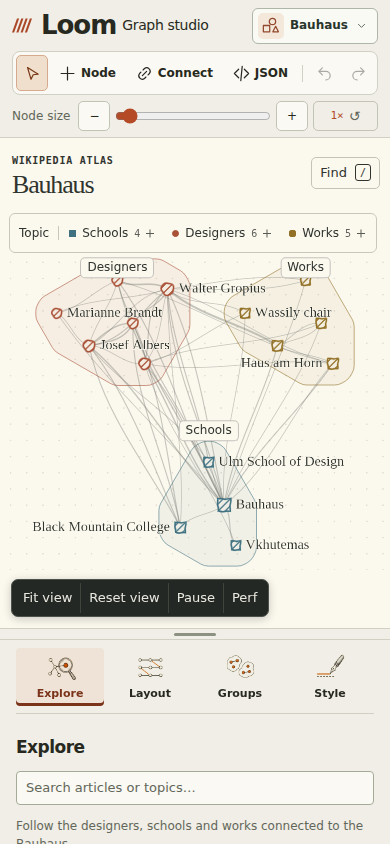 Loom Graph studio
Bauhaus
Node
Connect
JSON
Node size − + 1× ↺
WIKIPEDIA ATLAS
Bauhaus
Find /
Topic Schools 4 + Designers 6 + Works 5 +
Designers
Works
Walter Gropius
Marianne Brandt
Wassily chair
Josef Albers
Haus am Horn
Schools
Ulm School of Design
Bauhaus
Black Mountain College
Vkhutemas
Fit view Reset view Pause Perf
Explore Layout Groups Style
Explore
Search articles or topics…
Follow the designers, schools and works connected to the
Bauhaus.